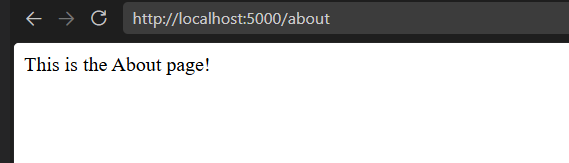 http://localhost:5000/about
This is the About page!